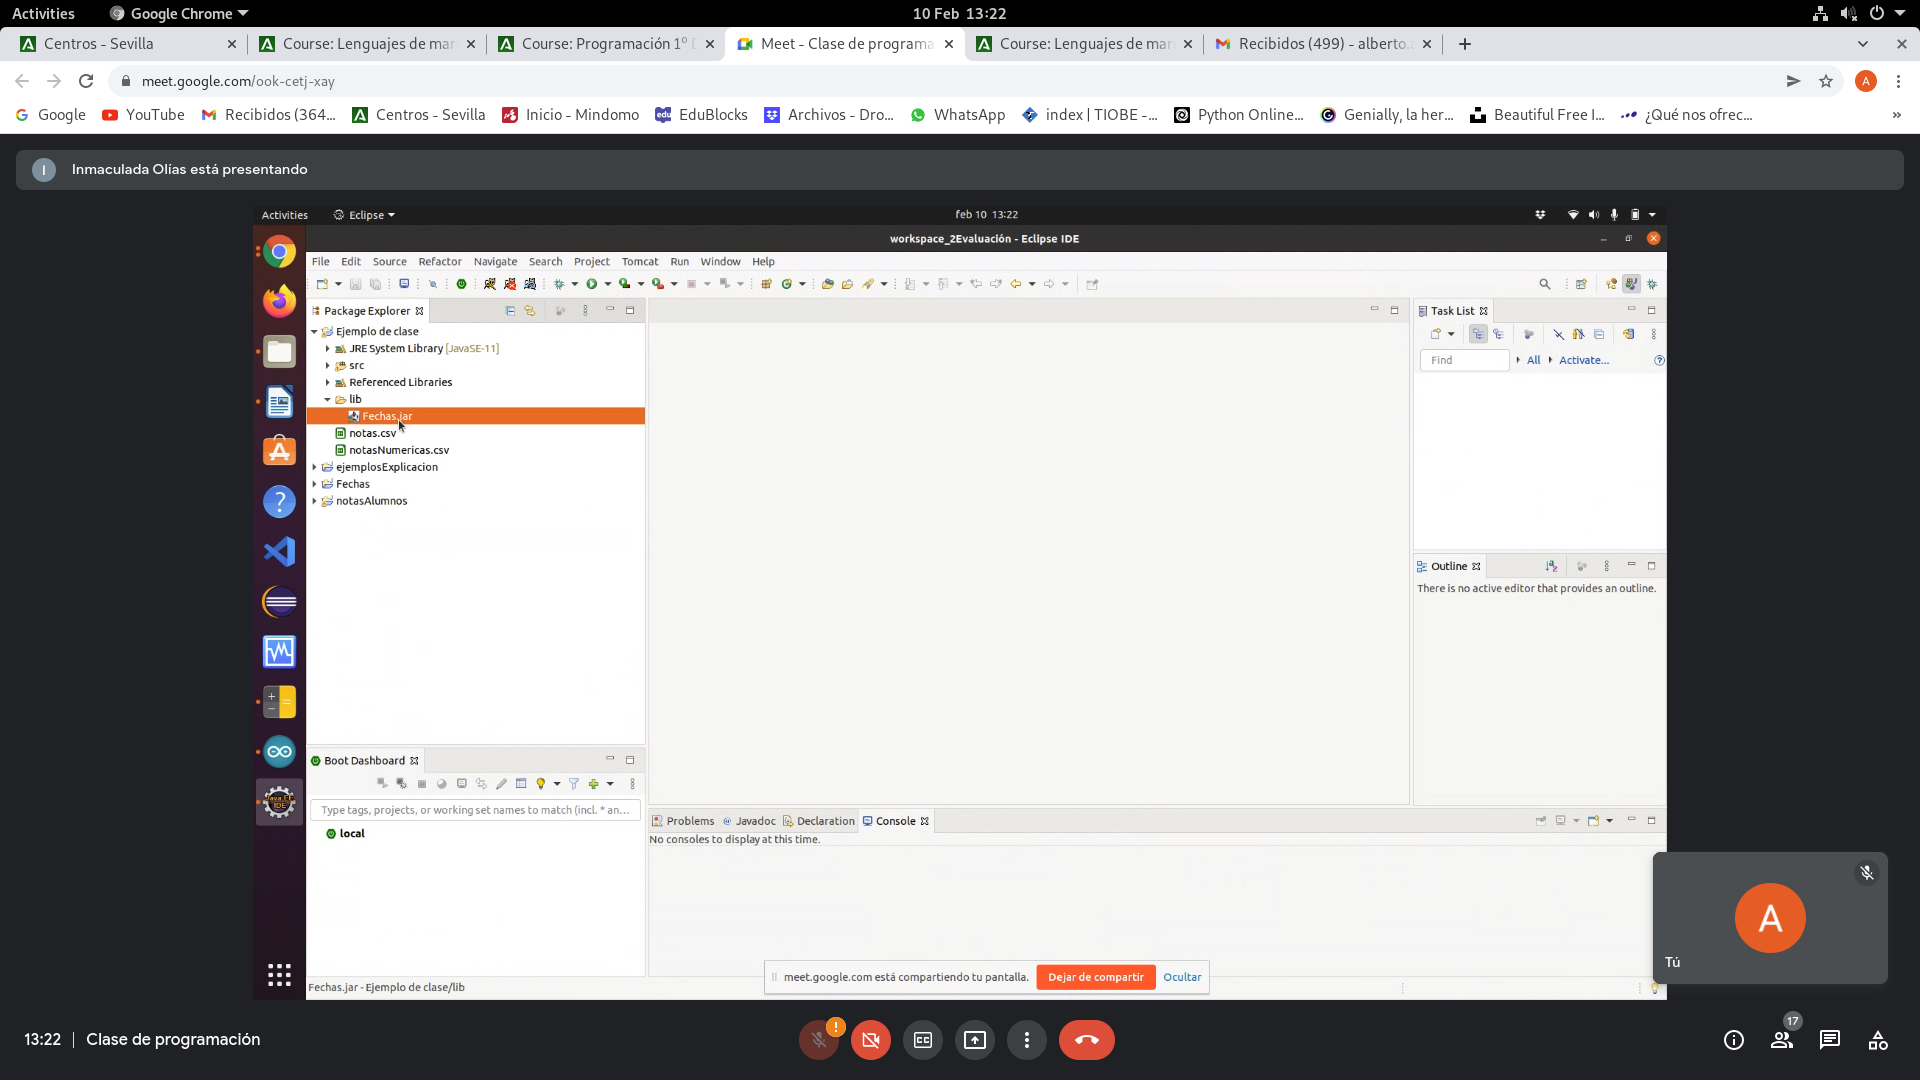 Activities Google Chrome 10 Feb 13:22
Centros - Sevilla Course: Lenguajes de mar Course: Programación 1º D Meet - Clase de programa Course: Lenguajes de mar Recibidos (499) - alberto.a
meet.google.com/ook-cetj-xay A
Google YouTube Recibidos (364... Centros - Sevilla Inicio - Mindomo EduBlocks Archivos - Dro... WhatsApp index | TIOBE -... Python Online... Genially, la her... Beautiful Free I... ¿Qué nos ofrec... »
I Inmaculada Olías está presentando
Activities Eclipse feb 10 13:22
workspace_2Evaluación - Eclipse IDE
File Edit Source Refactor Navigate Search Project Tomcat Run Window Help
Package Explorer
Task List
Ejemplo de clase
JRE System Library [JavaSE-11]
src
Find All Activate...
Referenced Libraries
lib
Fechas.jar
notas.csv
notasNumericas.csv
ejemplosExplicacion
Fechas
notasAlumnos
Outline
There is no active editor that provides an outline.
Boot Dashboard
Type tags, projects, or working set names to match (incl. * an...
local
Problems Javadoc Declaration Console
No consoles to display at this time.
A
Tú
meet.google.com está compartiendo tu pantalla. Dejar de compartir Ocultar
Fechas.jar - Ejemplo de clase/lib
13:22 | Clase de programación
17